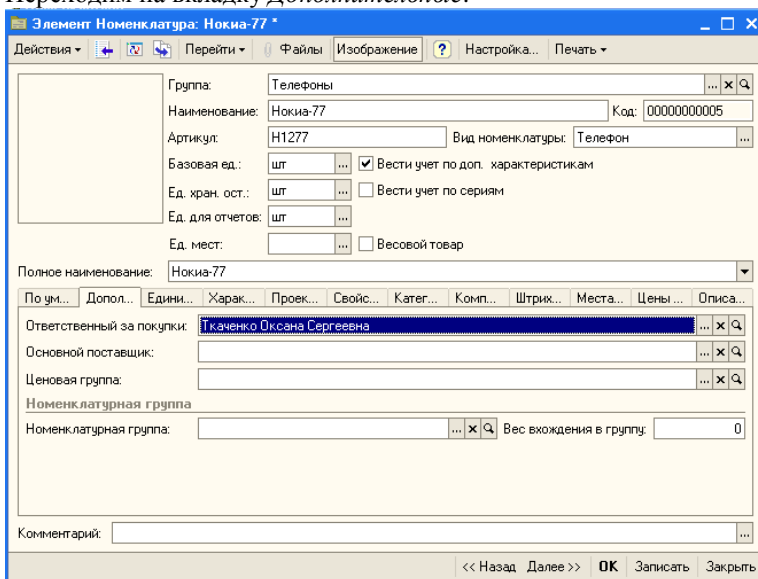 Переходим на вкладку Дополнительные.
Элемент Номенклатура: Нокиа-77 *
Действия Перейти Файлы Изображение ? Настройка... Печать
Группа: Телефоны ... x
Наименование: Нокиа-77 Код: 00000000005
Артикул: Н1277 Вид номенклатуры: Телефон ...
Базовая ед.: шт ... Вести учет по доп. характеристикам
Ед. хран. ост.: шт ... Вести учет по сериям
Ед. для отчетов: шт ...
Ед. мест: ... Весовой товар
Полное наименование: Нокиа-77
По ум... Допол... Едини... Харак... Проек... Свойс... Катег... Комп... Штрих... Места... Цены ... Описа...
Ответственный за покупки: Ткаченко Оксана Сергеевна ... x
Основной поставщик: ... x
Ценовая группа: ... x
Номенклатурная группа
Номенклатурная группа: ... x Вес вхождения в группу: 0
Комментарий: ...
<< Назад Далее >> OK Записать Закрыть